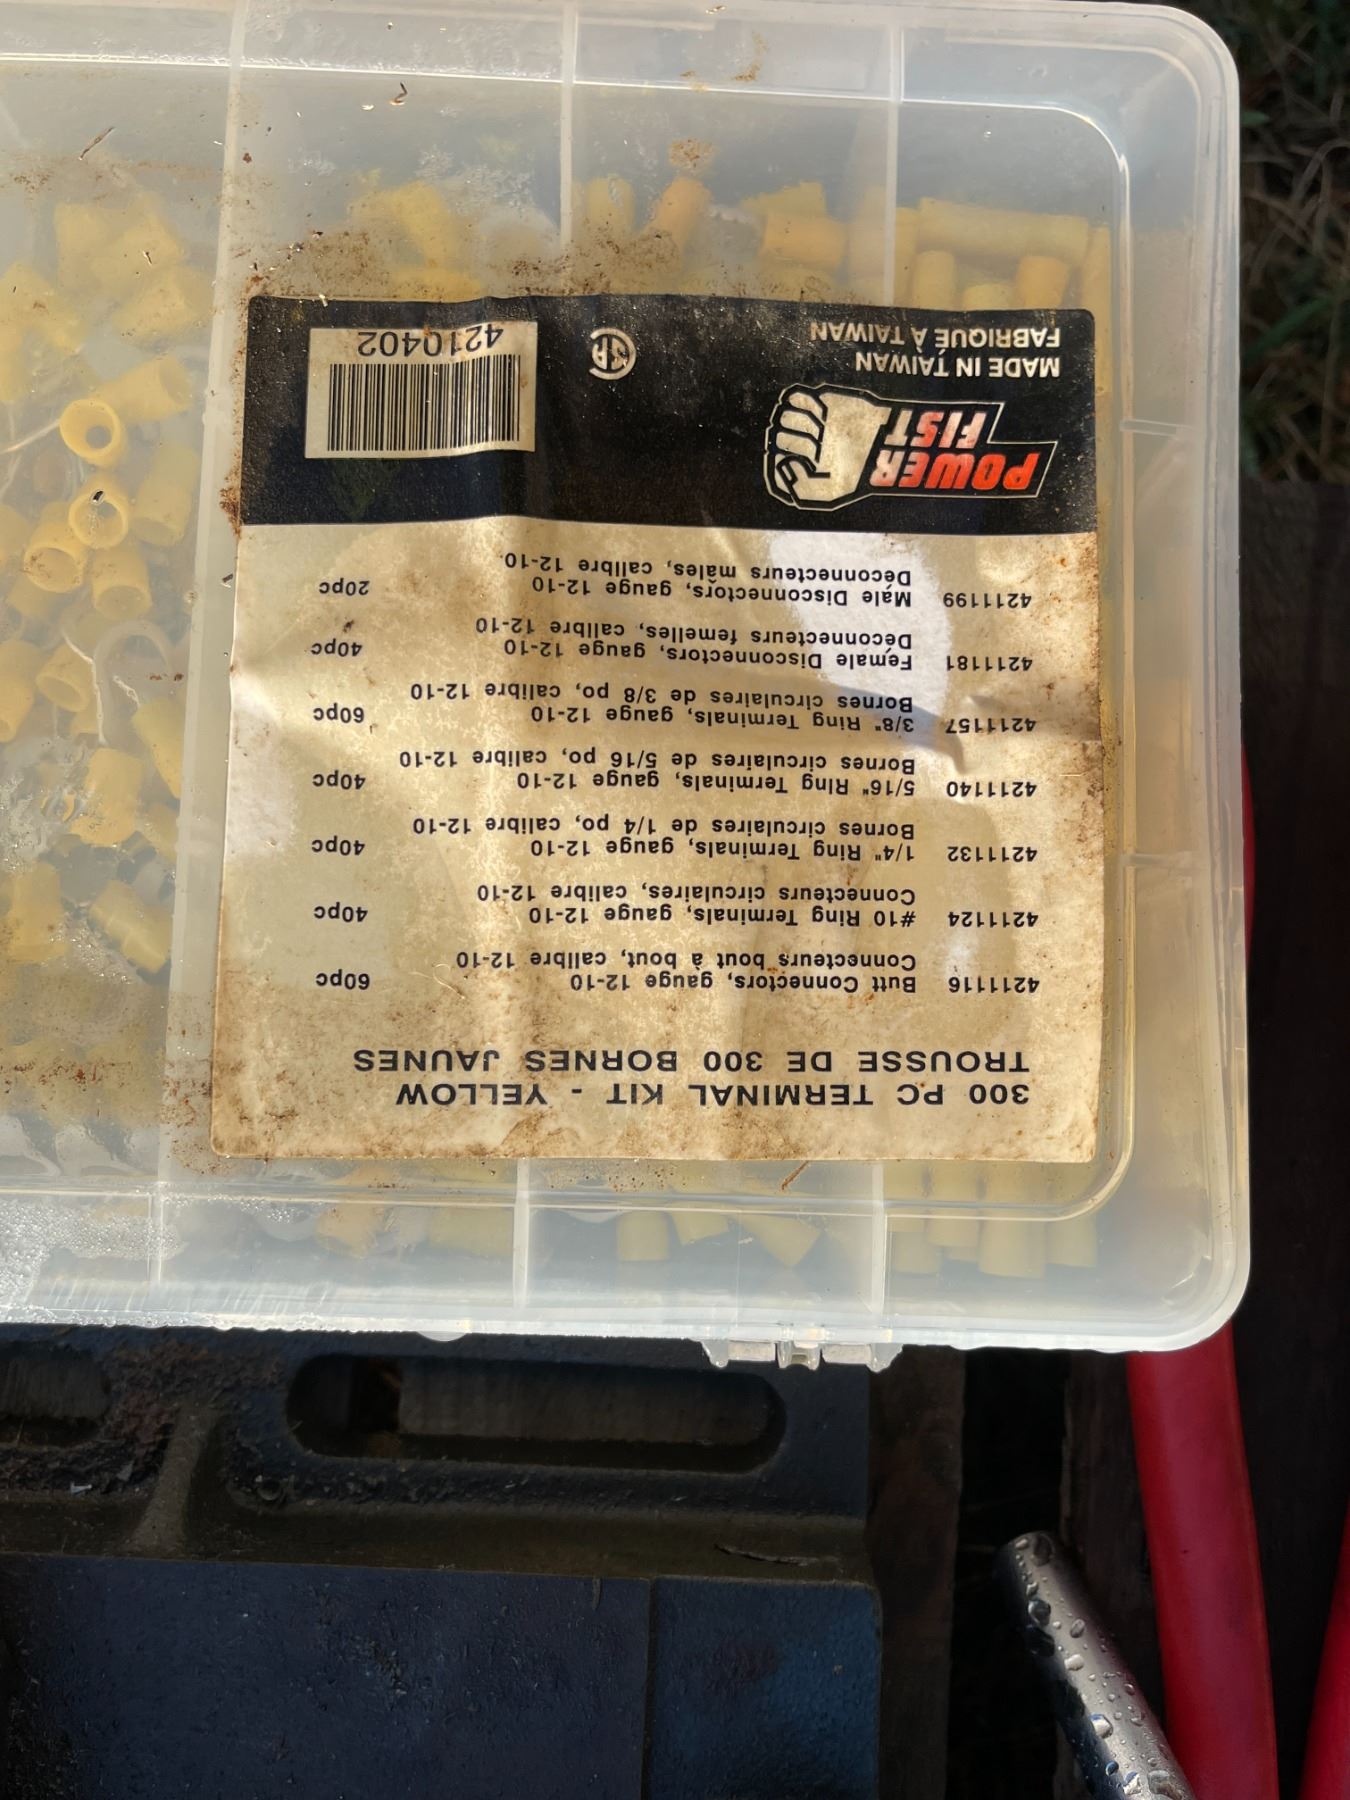 300 PC TERMINAL KIT - YELLOW
TROUSSE DE 300 BORNES JAUNES
4211116 Butt Connectors, gauge 12-10 60pc
Connecteurs bout à bout, calibre 12-10
4211124 #10 Ring Terminals, gauge 12-10 40pc
Connecteurs circulaires, calibre 12-10
4211132 1/4" Ring Terminals, gauge 12-10 40pc
Bornes circulaires de 1/4 po, calibre 12-10
4211140 5/16" Ring Terminals, gauge 12-10 40pc
Bornes circulaires de 5/16 po, calibre 12-10
4211157 3/8" Ring Terminals, gauge 12-10 60pc
Bornes circulaires de 3/8 po, calibre 12-10
4211181 Female Disconnectors, gauge 12-10 40pc
Déconnecteurs femelles, calibre 12-10
4211199 Male Disconnectors, gauge 12-10 20pc
Déconnecteurs mâles, calibre 12-10
POWER
FIST
MADE IN TAIWAN
FABRIQUÉ À TAIWAN
SA
4210402